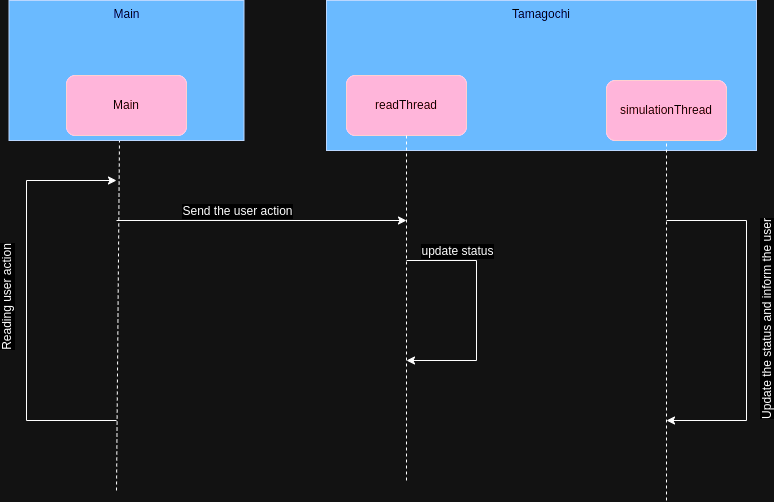 Main
Tamagochi
Main
readThread
simulationThread
Send the user action
update status
Reading user action
Update the status and inform the user